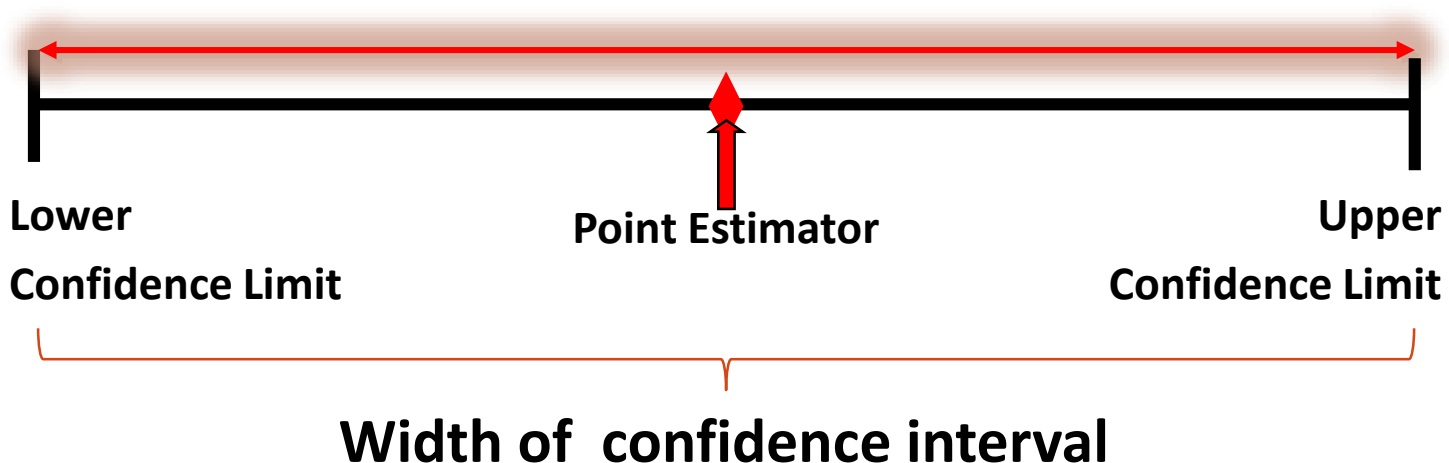 Lower
Confidence Limit
Point Estimator
Upper
Confidence Limit
Width of  confidence interval